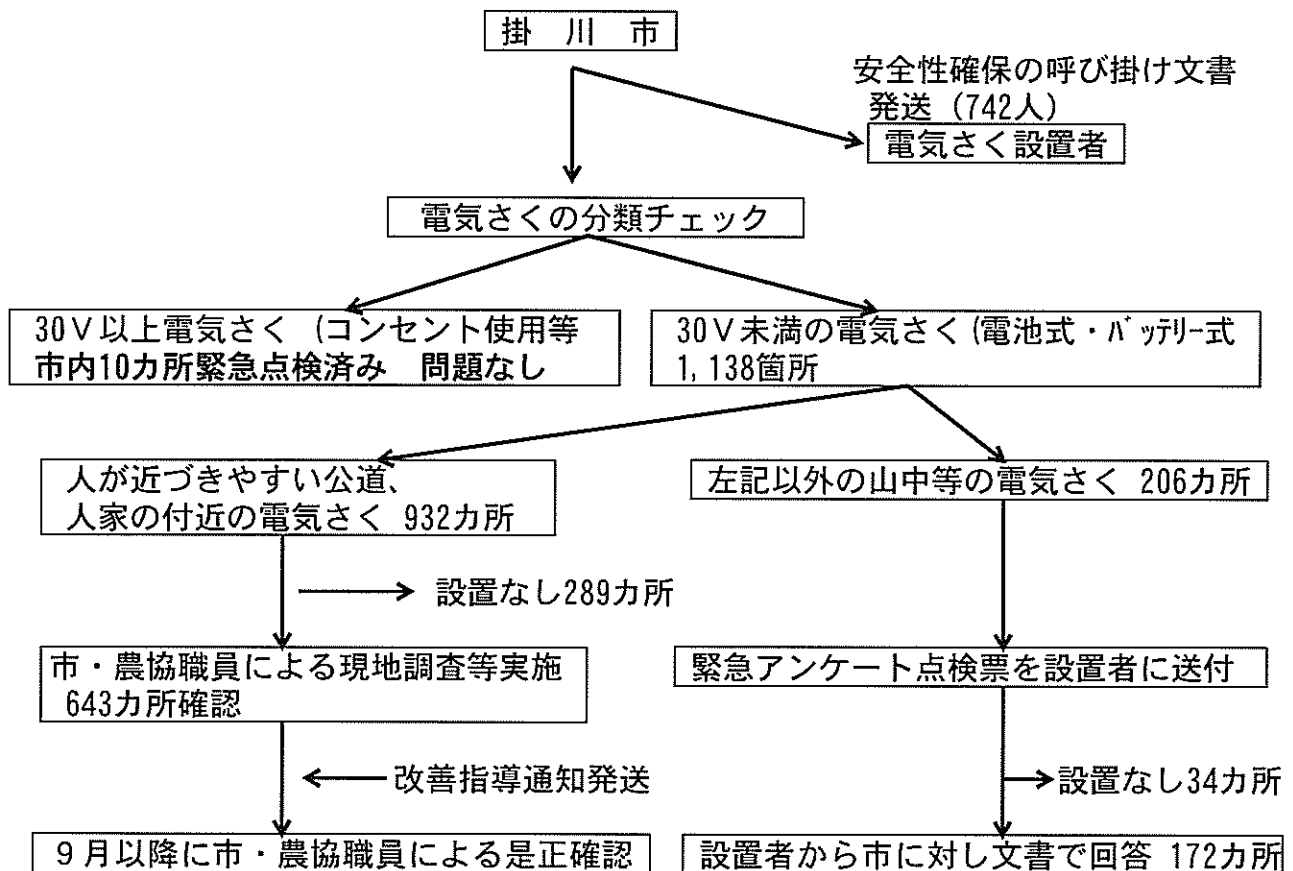 掛　川　市
安全性確保の呼び掛け文書
発送（742人）
電気さく設置者
電気さくの分類チェック
30Ｖ以上電気さく　(コンセント使用等
市内10カ所緊急点検済み　問題なし
30Ｖ未満の電気さく(電池式・ﾊﾞｯﾃﾘｰ式
1,138箇所
人が近づきやすい公道、
人家の付近の電気さく 932カ所
左記以外の山中等の電気さく 206カ所
設置なし289カ所
市・農協職員による現地調査等実施
643カ所確認
緊急アンケート点検票を設置者に送付
改善指導通知発送
設置なし34カ所
９月以降に市・農協職員による是正確認
設置者から市に対し文書で回答 172カ所